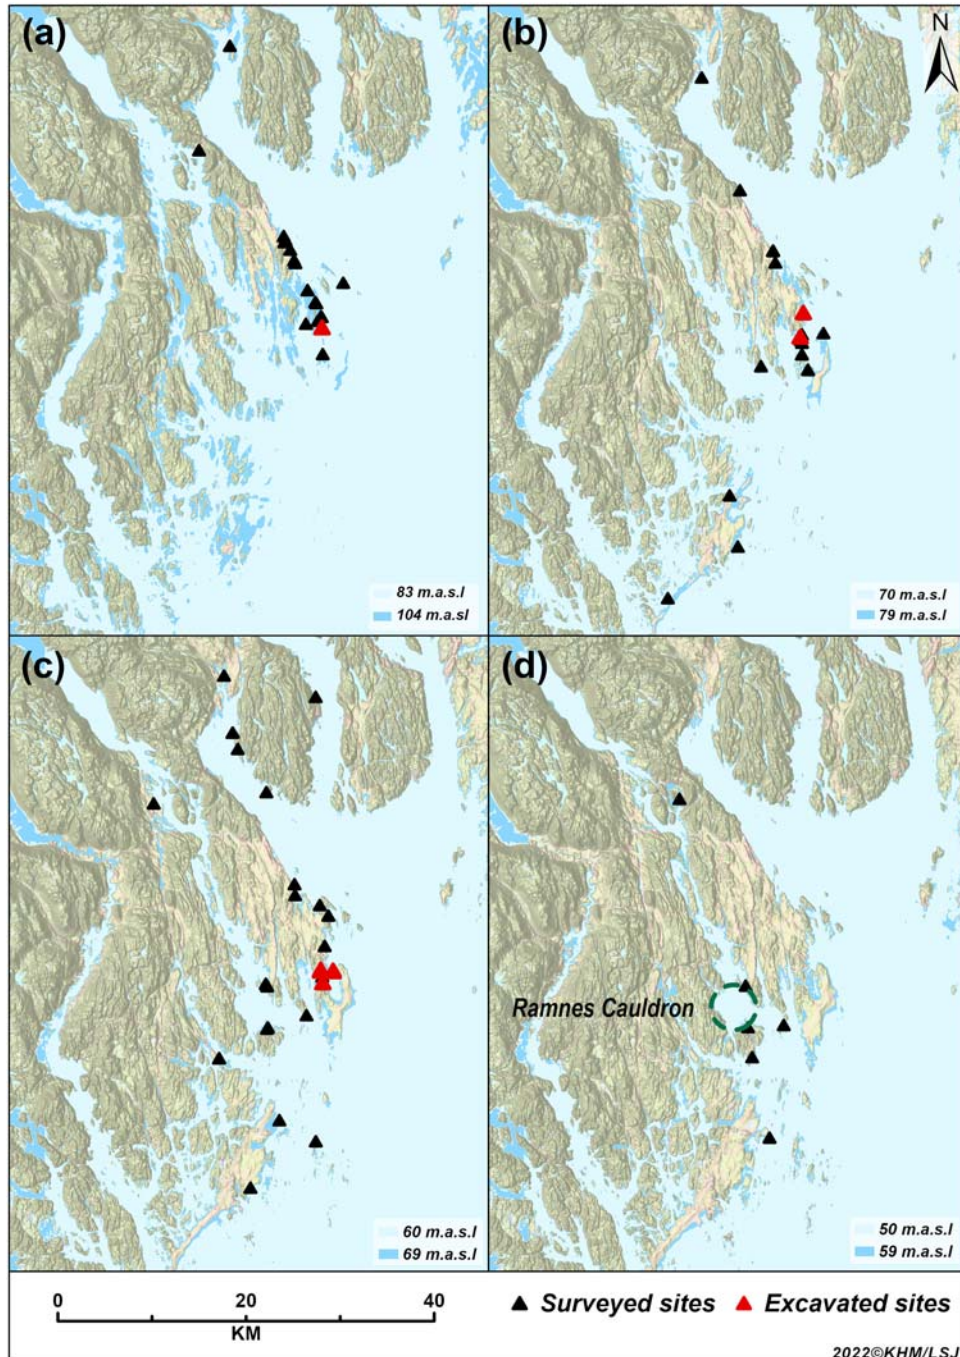 (a)
83 m.a.s.l
104 m.a.sl
(b)
N
70 m.a.s.l
79 m.a.s.l
(c)
60 m.a.s.l
69 m.a.s.l
(d)
Ramnes Cauldron
50 m.a.s.l
59 m.a.s.l
0 20 40
KM
Surveyed sites Excavated sites
2022©KHM/LSJ